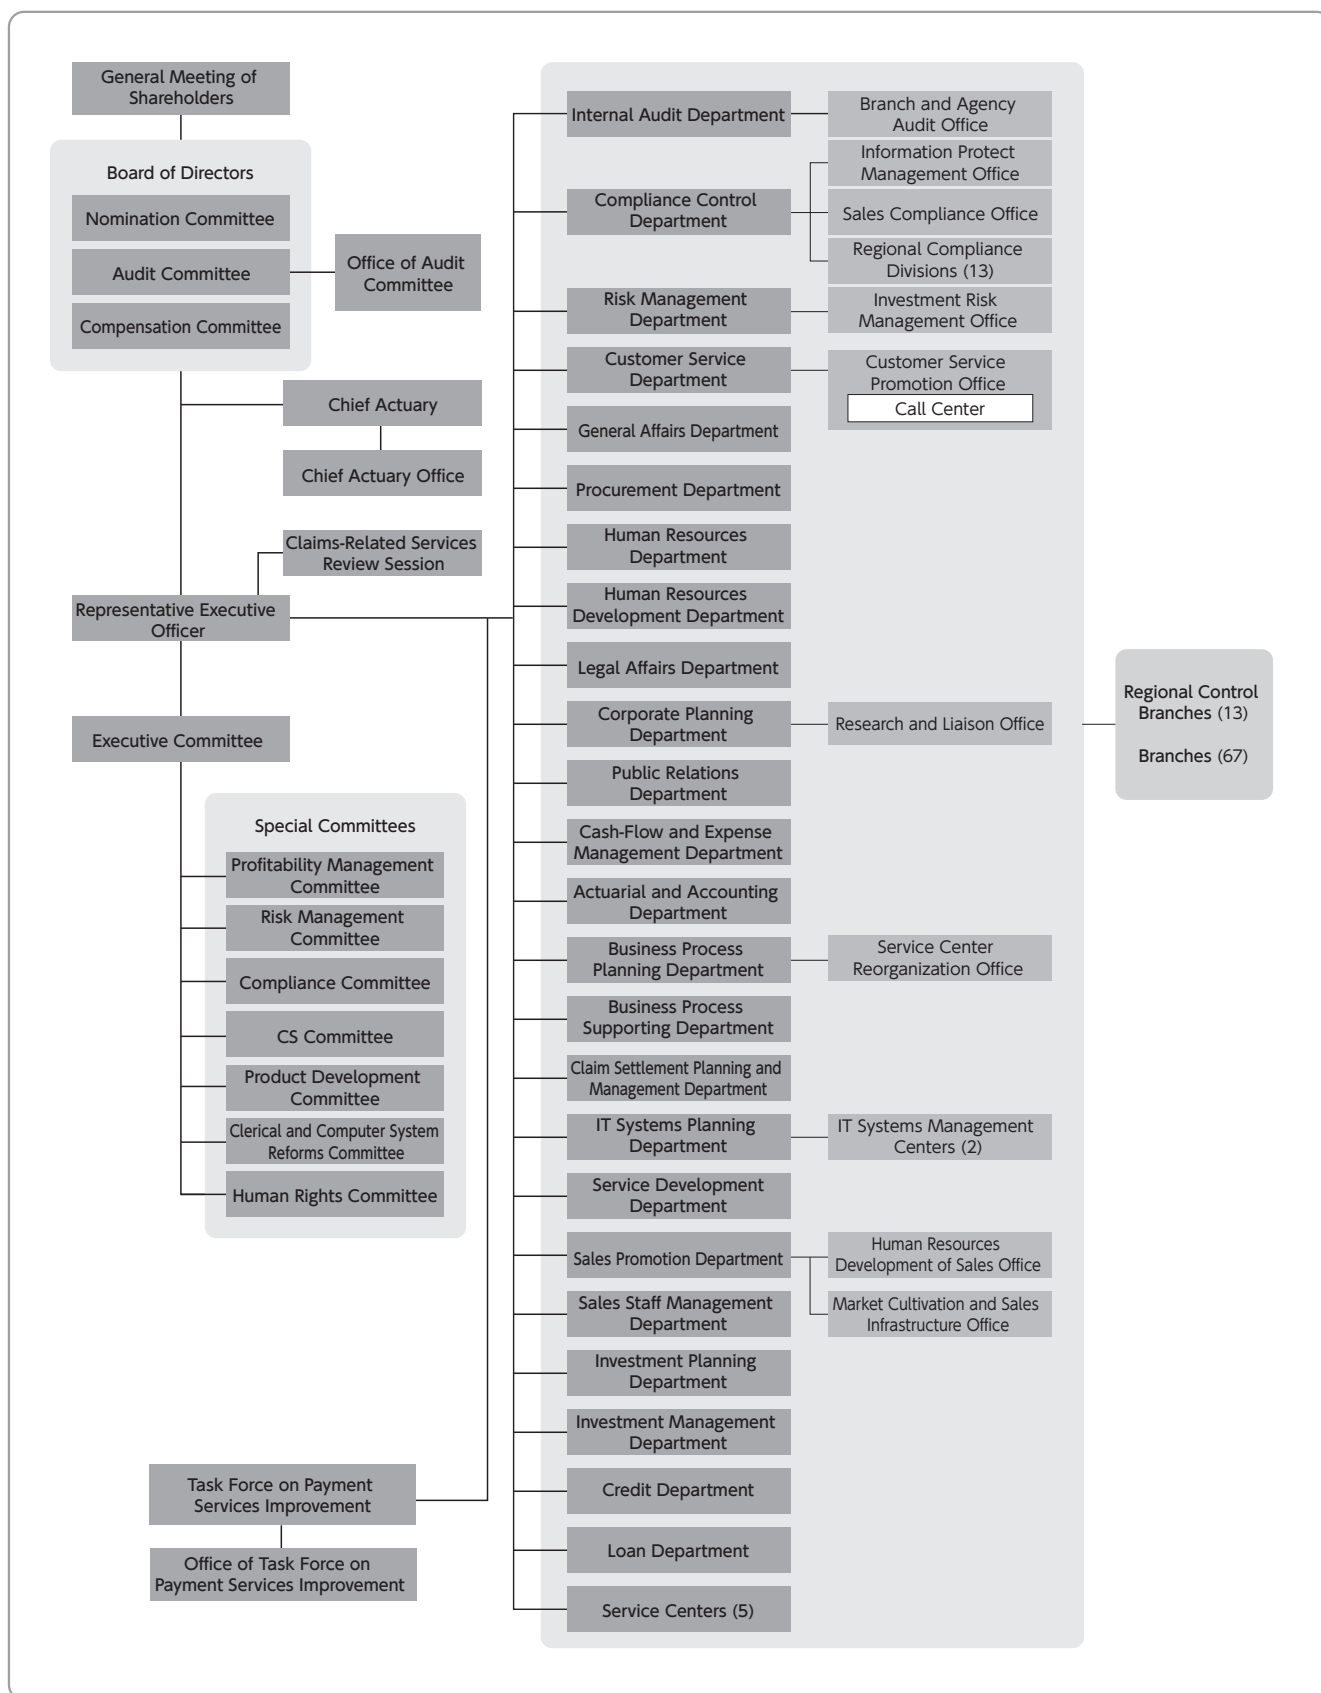 General Meeting of
Shareholders
Board of Directors
Nomination Committee
Audit Committee
Compensation Committee
Office of Audit
Committee
Chief Actuary
Chief Actuary Office
Claims-Related Services
Review Session
Representative Executive
Officer
Executive Committee
Special Committees
Profitability Management
Committee
Risk Management
Committee
Compliance Committee
CS Committee
Product Development
Committee
Clerical and Computer System
Reforms Committee
Human Rights Committee
Task Force on Payment
Services Improvement
Office of Task Force on
Payment Services Improvement
Internal Audit Department
Branch and Agency
Audit Office
Compliance Control
Department
Information Protect
Management Office
Sales Compliance Office
Regional Compliance
Divisions (13)
Risk Management
Department
Investment Risk
Management Office
Customer Service
Department
Customer Service
Promotion Office
Call Center
General Affairs Department
Procurement Department
Human Resources
Department
Human Resources
Development Department
Legal Affairs Department
Corporate Planning
Department
Research and Liaison Office
Public Relations
Department
Cash-Flow and Expense
Management Department
Actuarial and Accounting
Department
Business Process
Planning Department
Service Center
Reorganization Office
Business Process
Supporting Department
Claim Settlement Planning and
Management Department
IT Systems Planning
Department
IT Systems Management
Centers (2)
Service Development
Department
Sales Promotion Department
Human Resources
Development of Sales Office
Market Cultivation and Sales
Infrastructure Office
Sales Staff Management
Department
Investment Planning
Department
Investment Management
Department
Credit Department
Loan Department
Service Centers (5)
Regional Control
Branches (13)
Branches (67)